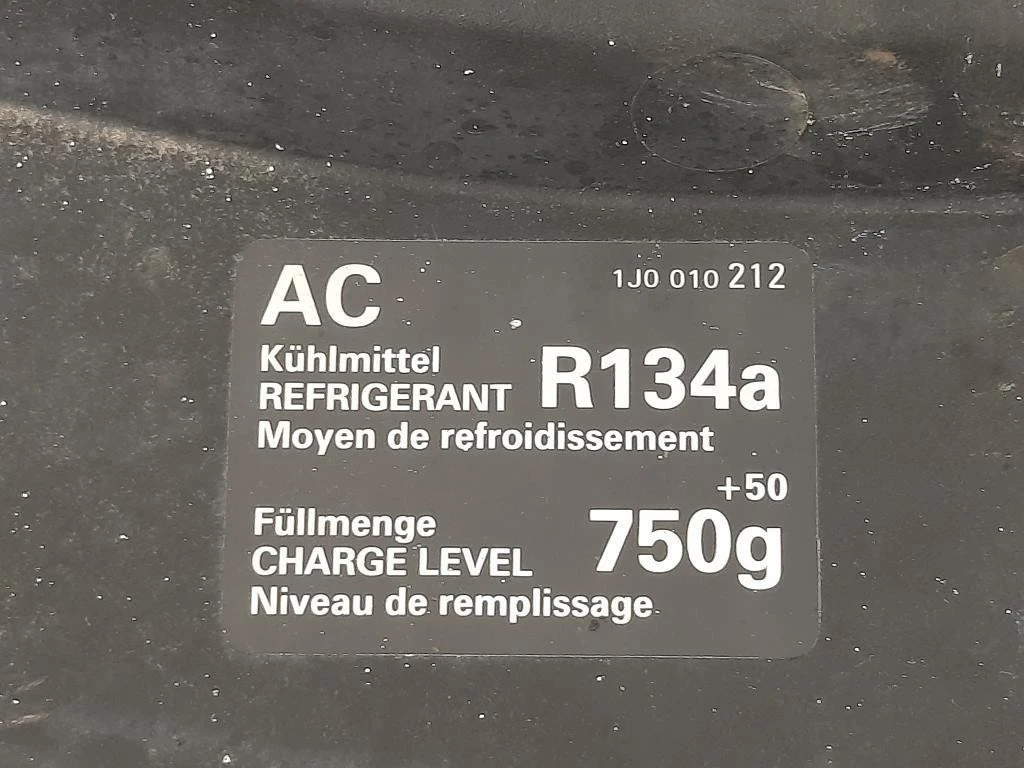 AC 1J0 010 212
Kühlmittel
REFRIGERANT R134a
Moyen de refroidissement
+50
Füllmenge
CHARGE LEVEL 750g
Niveau de remplissage